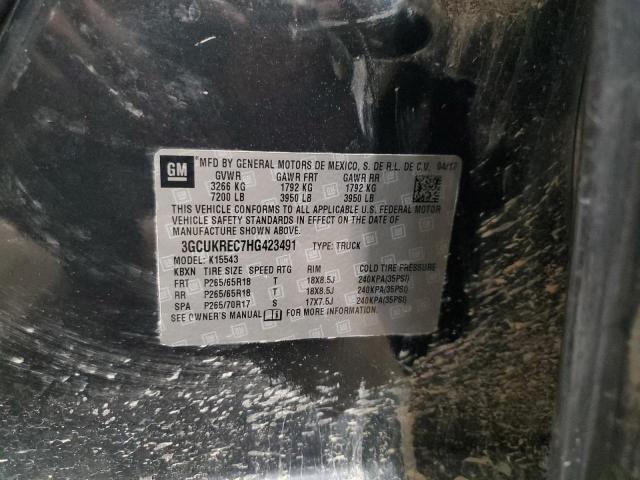 GM
MFD BY GENERAL MOTORS DE MEXICO, S. DE R.L. DE C.V. 04/17
GVWR GAWR FRT GAWR RR
3266 KG 1792 KG 1792 KG
7200 LB 3950 LB 3950 LB
THIS VEHICLE CONFORMS TO ALL APPLICABLE U.S. FEDERAL MOTOR
VEHICLE SAFETY STANDARDS IN EFFECT ON THE DATE OF
MANUFACTURE SHOWN ABOVE.
3GCUKREC7HG423491 TYPE: TRUCK
MODEL: K15543
KBXN TIRE SIZE SPEED RTG RIM COLD TIRE PRESSURE
FRT P265/65R18 T 18X8.5J 240KPA(35PSI)
RR P265/65R18 T 18X8.5J 240KPA(35PSI)
SPA P265/70R17 S 17X7.5J 240KPA(35PSI)
SEE OWNER'S MANUAL FOR MORE INFORMATION.